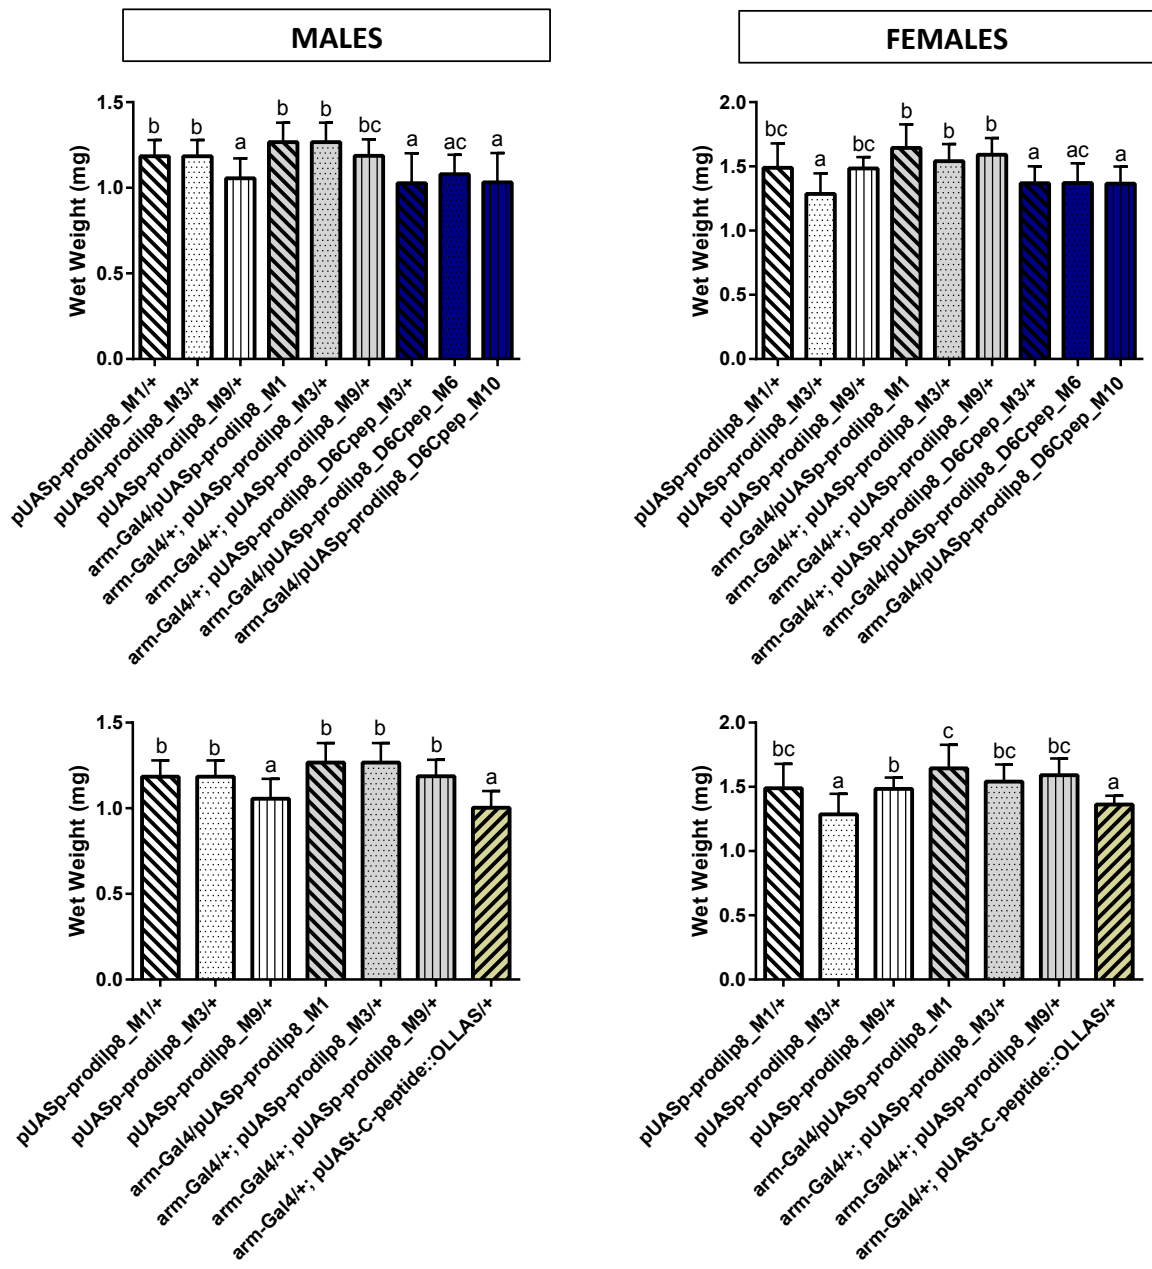 MALES
FEMALES
Wet Weight (mg)
1.5
1.0
0.5
0.0
b b a b b bc a ac a
pUASp-prodilp8_M1/+
pUASp-prodilp8_M3/+
pUASp-prodilp8_M9/+
arm-Gal4/pUASp-prodilp8_M1
arm-Gal4/+; pUASp-prodilp8_M3/+
arm-Gal4/+; pUASp-prodilp8_M9/+
arm-Gal4/+; pUASp-prodilp8_D6Cpep_M3/+
arm-Gal4/pUASp-prodilp8_D6Cpep_M6
arm-Gal4/pUASp-prodilp8_D6Cpep_M10
Wet Weight (mg)
2.0
1.5
1.0
0.5
0.0
bc a bc b b b a ac a
pUASp-prodilp8_M1/+
pUASp-prodilp8_M3/+
pUASp-prodilp8_M9/+
arm-Gal4/pUASp-prodilp8_M1
arm-Gal4/+; pUASp-prodilp8_M3/+
arm-Gal4/+; pUASp-prodilp8_M9/+
arm-Gal4/+; pUASp-prodilp8_D6Cpep_M3/+
arm-Gal4/pUASp-prodilp8_D6Cpep_M6
arm-Gal4/pUASp-prodilp8_D6Cpep_M10
Wet Weight (mg)
1.5
1.0
0.5
0.0
b b a b b b a
pUASp-prodilp8_M1/+
pUASp-prodilp8_M3/+
pUASp-prodilp8_M9/+
arm-Gal4/pUASp-prodilp8_M1
arm-Gal4/+; pUASp-prodilp8_M3/+
arm-Gal4/+; pUASp-prodilp8_M9/+
arm-Gal4/+; pUASt-C-peptide::OLLAS/+
Wet Weight (mg)
2.0
1.5
1.0
0.5
0.0
bc a b c bc bc a
pUASp-prodilp8_M1/+
pUASp-prodilp8_M3/+
pUASp-prodilp8_M9/+
arm-Gal4/pUASp-prodilp8_M1
arm-Gal4/+; pUASp-prodilp8_M3/+
arm-Gal4/+; pUASp-prodilp8_M9/+
arm-Gal4/+; pUASt-C-peptide::OLLAS/+